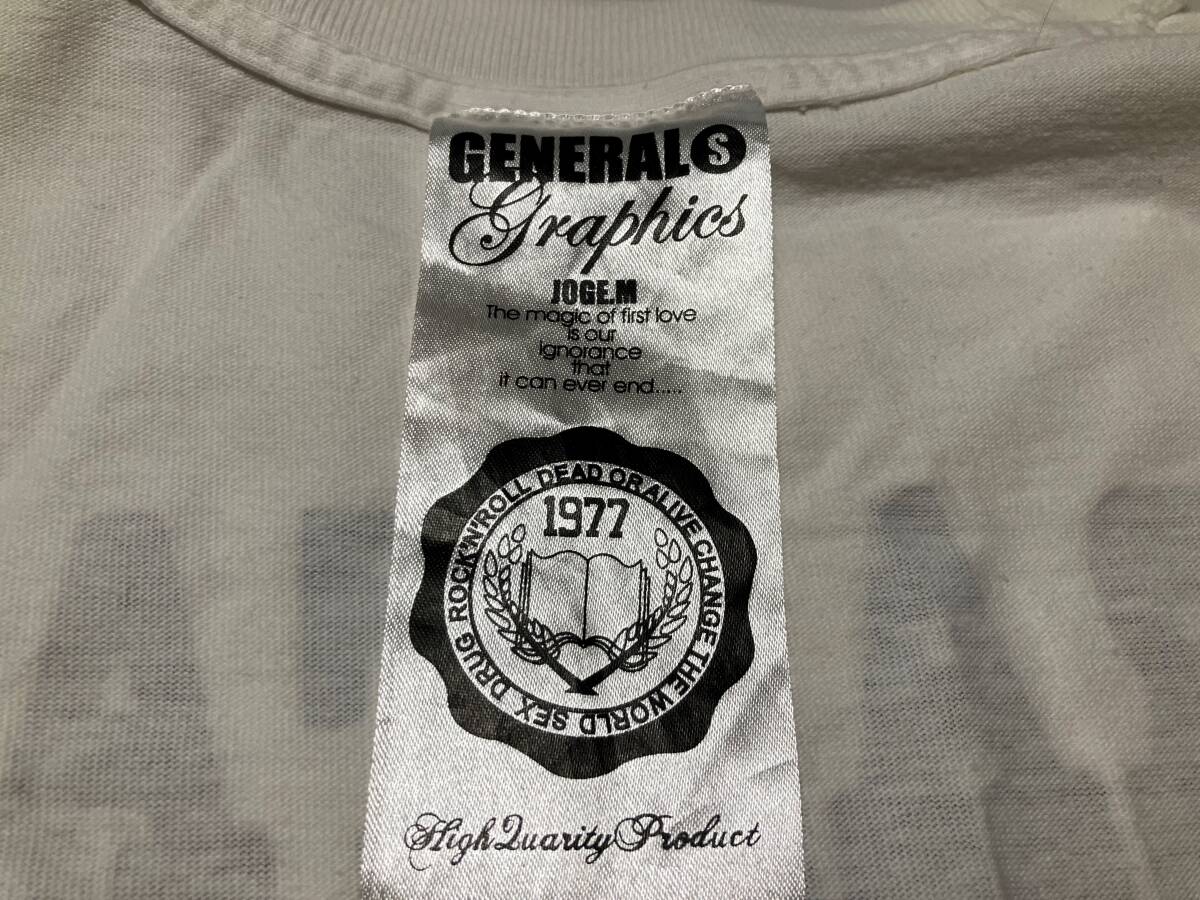 GENERAL S
Graphics
JOGE.M
The magic of first love
is our
ignorance
that
it can ever end.....
SEX DRUG ROCK'N'ROLL DEAD OR ALIVE CHANGE THE WORLD
1977
High Quarity Product